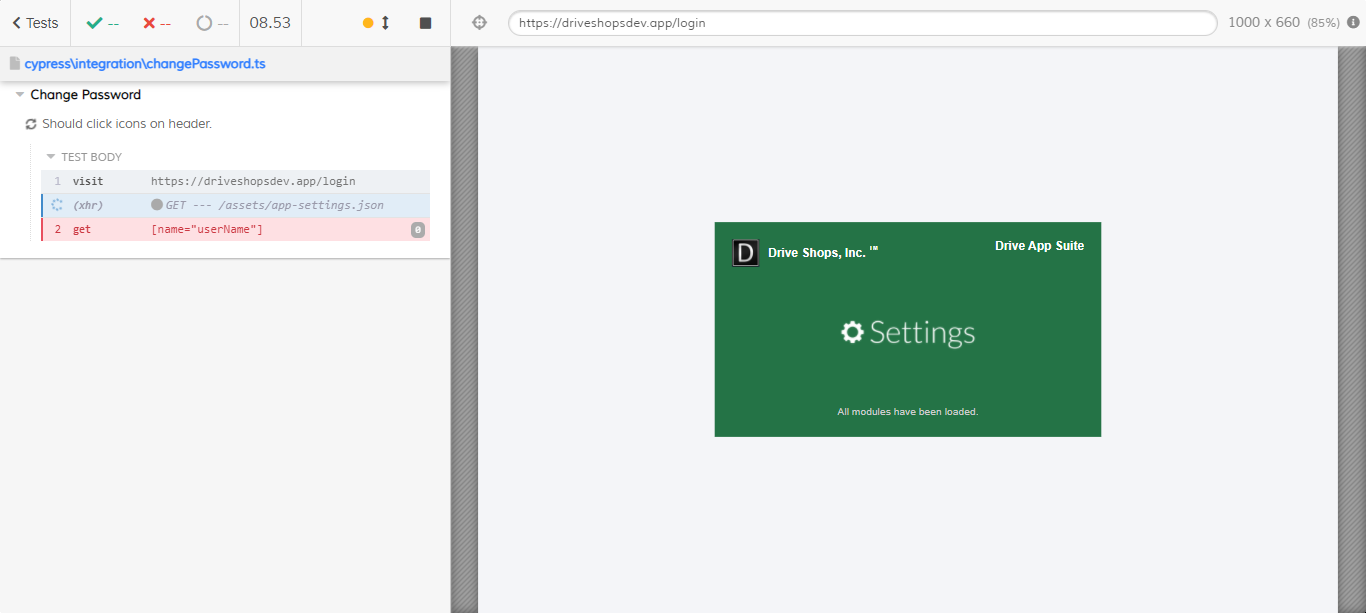 Tests -- -- -- 08.53
https://driveshopsdev.app/login 1000 x 660 (85%)
cypress\integration\changePassword.ts
Change Password
Should click icons on header.
TEST BODY
1 visit https://driveshopsdev.app/login
(xhr) GET --- /assets/app-settings.json
2 get [name="userName"] 0
D Drive Shops, Inc. ™ Drive App Suite
Settings
All modules have been loaded.